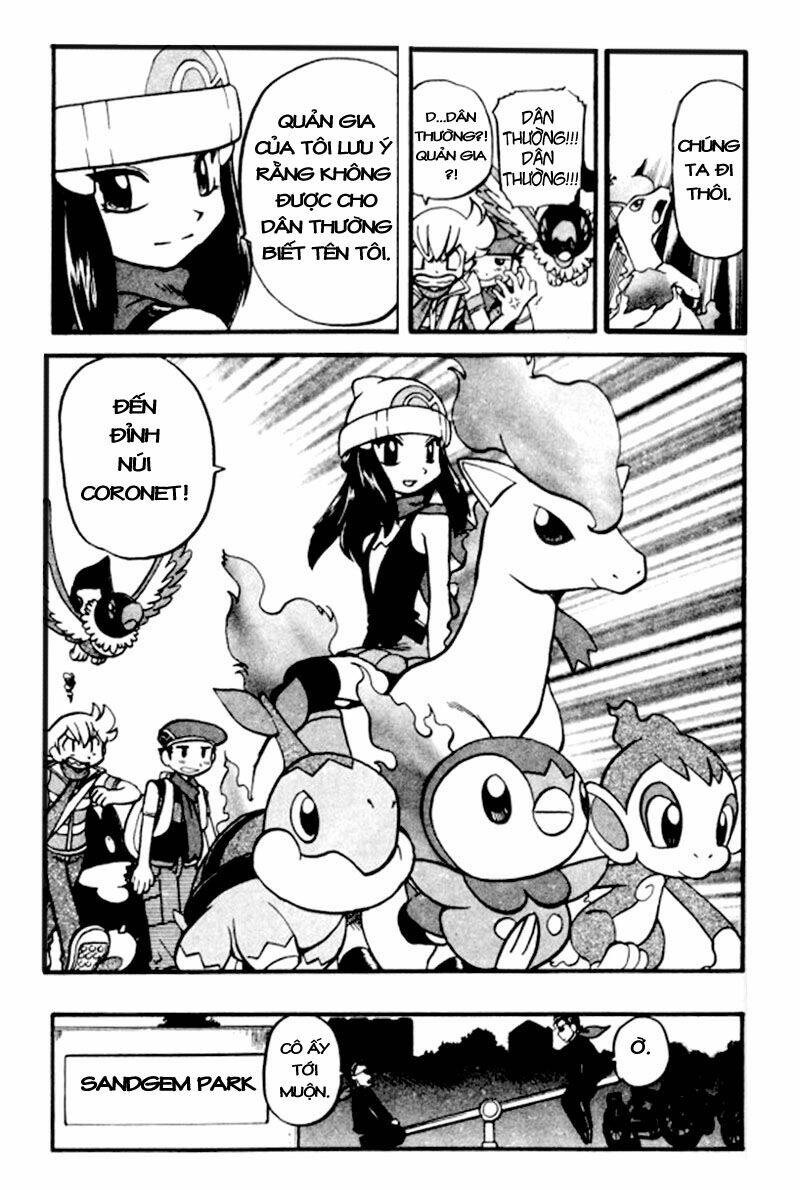 QUẢN GIA
CỦA TÔI LƯU Ý
RẰNG KHÔNG
ĐƯỢC CHO
DÂN THƯỜNG
BIẾT TÊN TÔI.
D...DÂN
THƯỜNG?!
QUẢN GIA
?!
DÂN
THƯỜNG!!!
DÂN
THƯỜNG!!!
CHÚNG
TA ĐI
THÔI.
ĐẾN
ĐỈNH
NÚI
CORONET!
SANDGEM PARK
CÔ ẤY
TỚI
MUỘN.
Ờ.